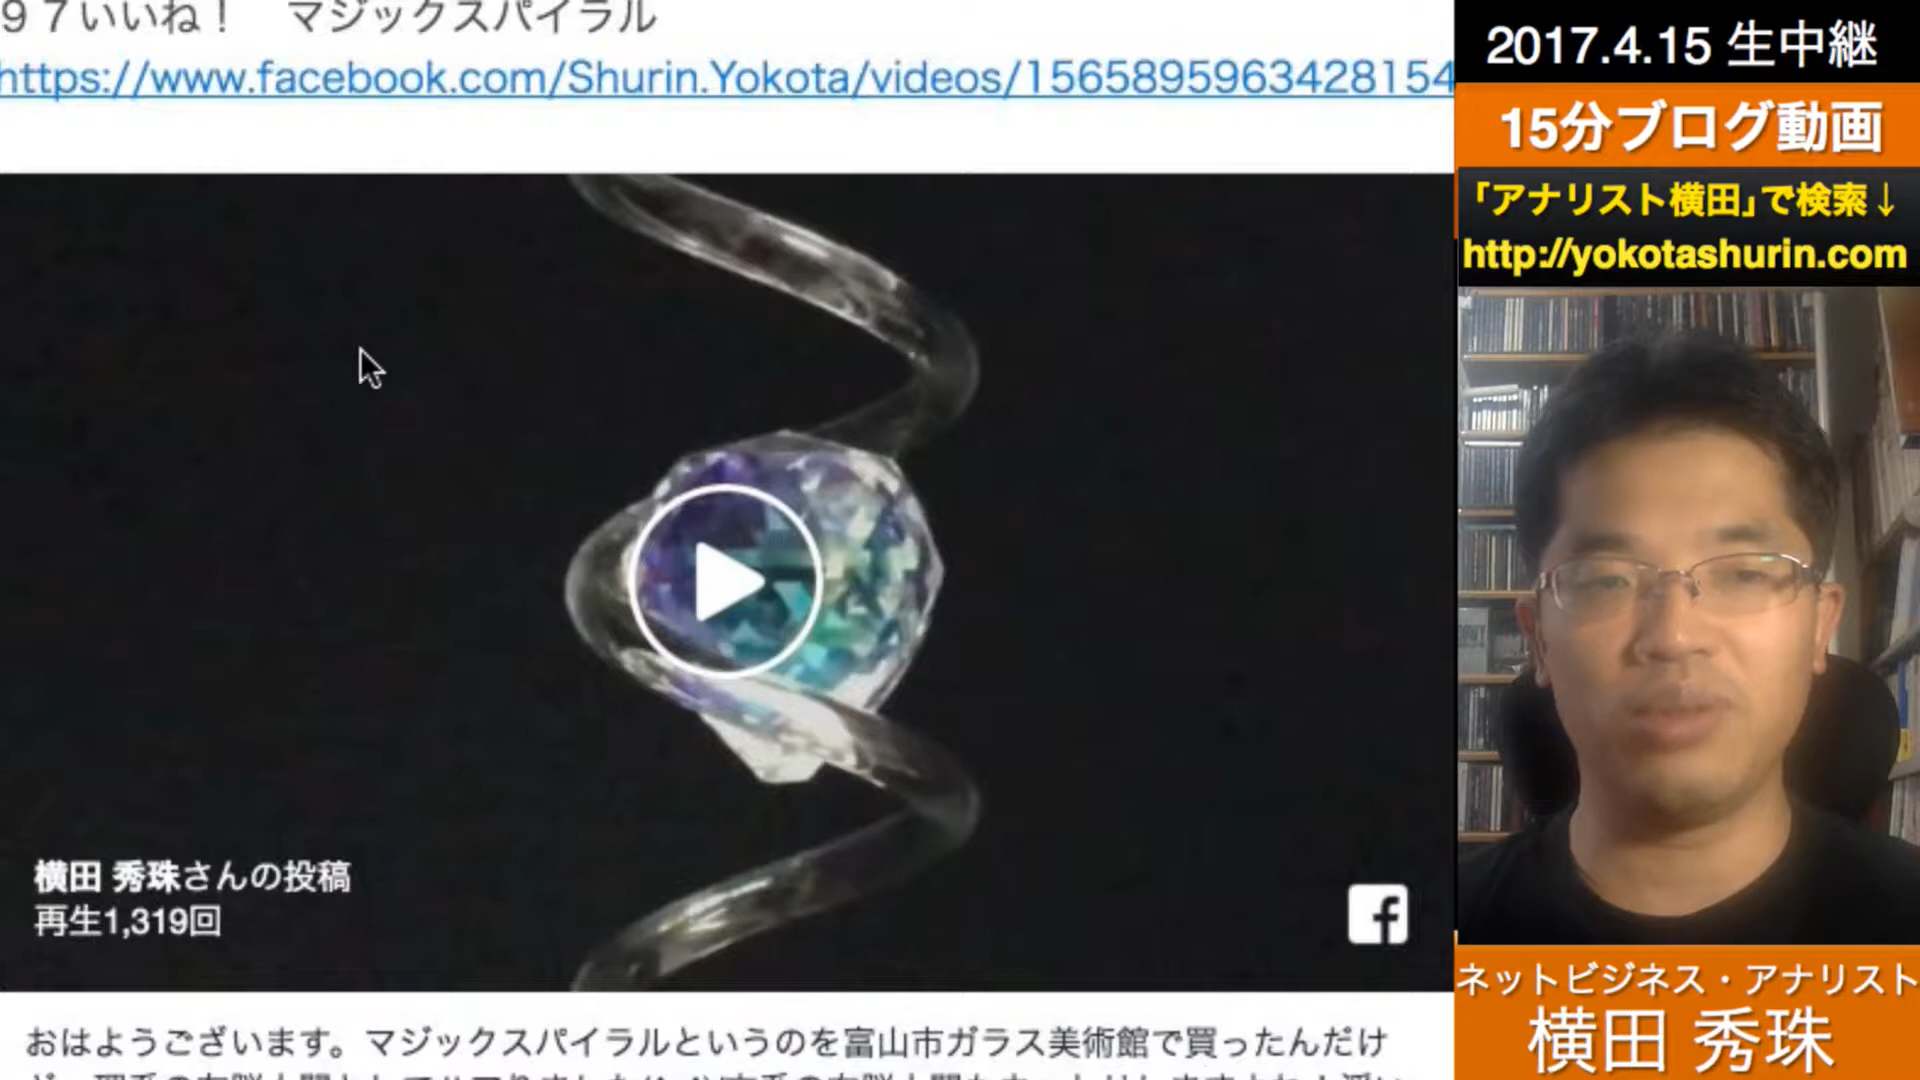 ９７いいね！　マジックスパイラル
https://www.facebook.com/Shurin.Yokota/videos/1565895963428154
横田 秀珠さんの投稿
再生1,319回
おはようございます。マジックスパイラルというのを富山市ガラス美術館で買ったんだけ
2017.4.15 生中継
15分ブログ動画
「アナリスト横田」で検索↓
http://yokotashurin.com
ネットビジネス・アナリスト
横田 秀珠